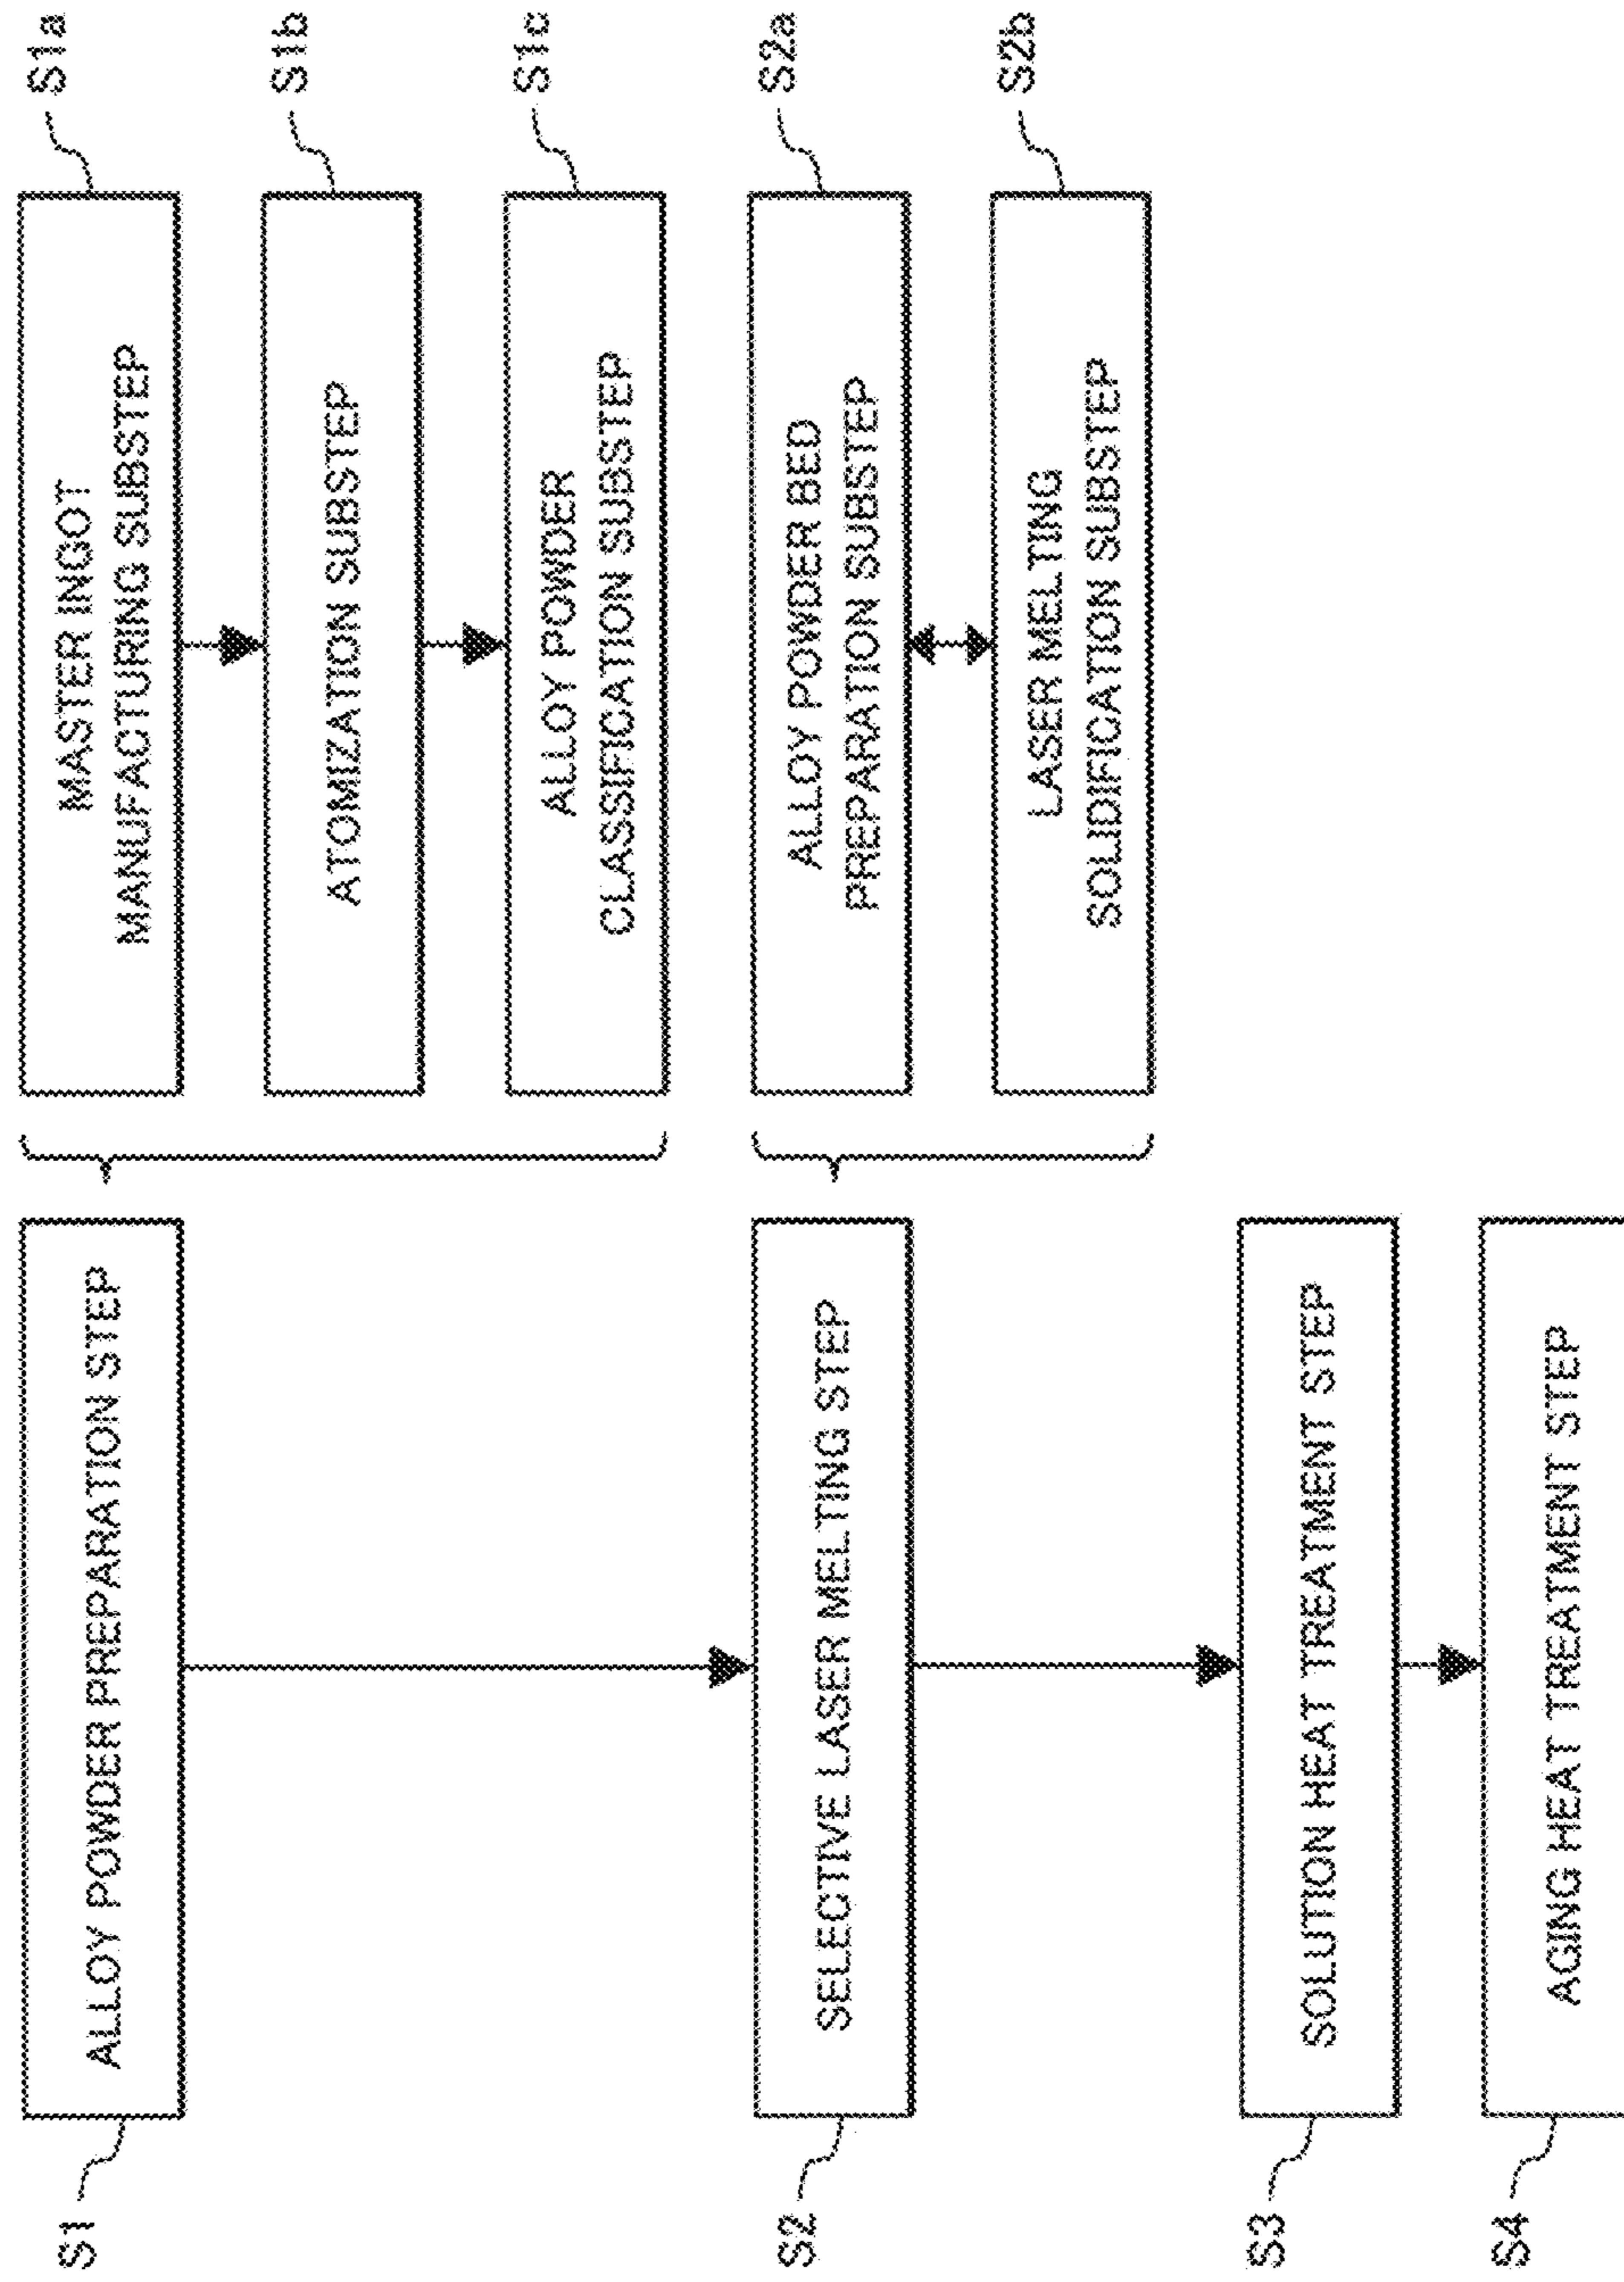 S1
ALLOY POWDER PREPARATION STEP
MASTER INGOT
MANUFACTURING SUBSTEP
S1a
ATOMIZATION SUBSTEP
S1b
ALLOY POWDER
CLASSIFICATION SUBSTEP
S1c
S2
SELECTIVE LASER MELTING STEP
ALLOY POWDER BED
PREPARATION SUBSTEP
S2a
LASER MELTING
SOLIDIFICATION SUBSTEP
S2b
S3
SOLUTION HEAT TREATMENT STEP
S4
AGING HEAT TREATMENT STEP